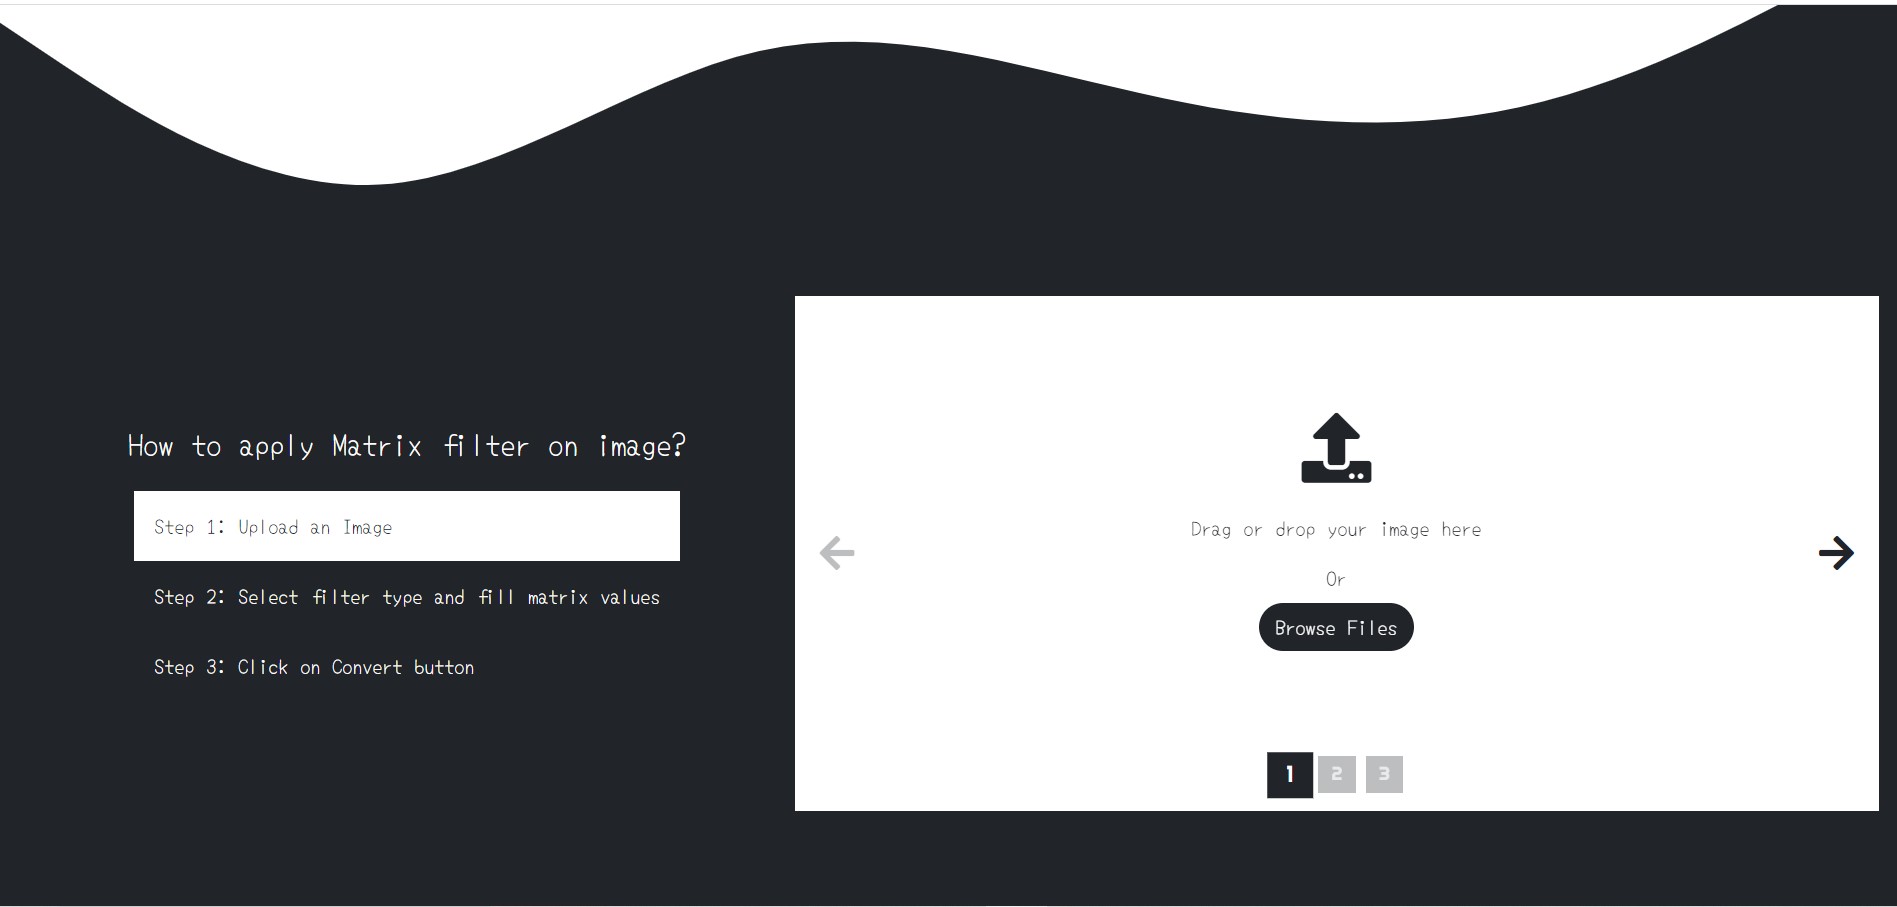 How to apply Matrix filter on image?
Step 1: Upload an Image
Step 2: Select filter type and fill matrix values
Step 3: Click on Convert button
Drag or drop your image here
Or
Browse Files
1 2 3